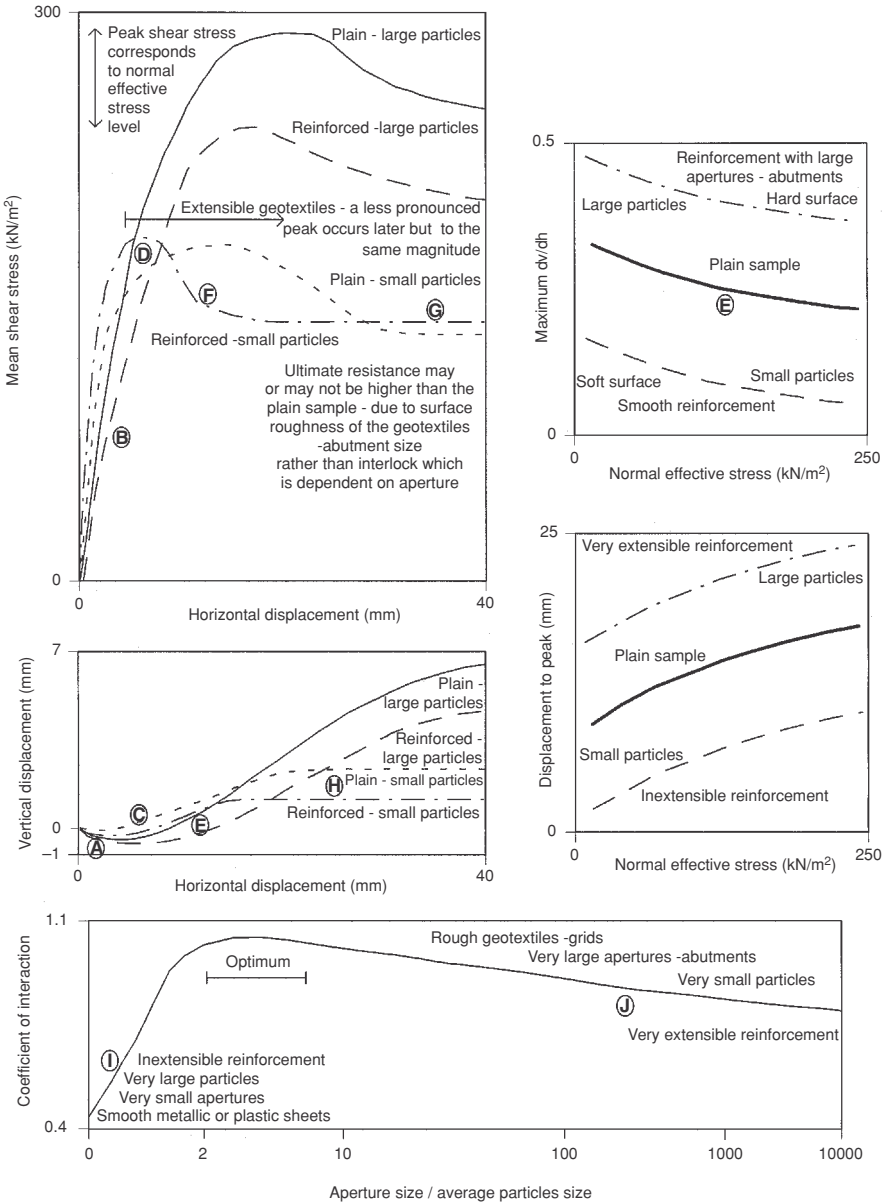 300
Peak shear stress
corresponds
to normal
effective
stress
level
Plain - large particles
Reinforced -large particles
Extensible geotextiles - a less pronounced
peak occurs later but to the
same magnitude
D
Plain - small particles
F
G
Reinforced -small particles
Ultimate resistance may
or may not be higher than the
plain sample - due to surface
roughness of the geotextiles
-abutment size
rather than interlock which
is dependent on aperture
B
Mean shear stress (kN/m²)
0
0
40
Horizontal displacement (mm)
0.5
Reinforcement with large
apertures - abutments
Large particles
Hard surface
Plain sample
E
Soft surface
Small particles
Smooth reinforcement
Maximum dv/dh
0
0
250
Normal effective stress (kN/m²)
7
Plain -
large particles
Reinforced -
large particles
Plain - small particles
H
C
E
A
Reinforced - small particles
Vertical displacement (mm)
0
–1
0
40
Horizontal displacement (mm)
25
Very extensible reinforcement
Large particles
Plain sample
Small particles
Inextensible reinforcement
Displacement to peak (mm)
0
0
250
Normal effective stress (kN/m²)
1.1
Rough geotextiles -grids
Very large apertures -abutments
Optimum
Very small particles
J
Very extensible reinforcement
I
Inextensible reinforcement
Very large particles
Very small apertures
Smooth metallic or plastic sheets
Coefficient of interaction
0.4
0
2
10
100
1000
10000
Aperture size / average particles size